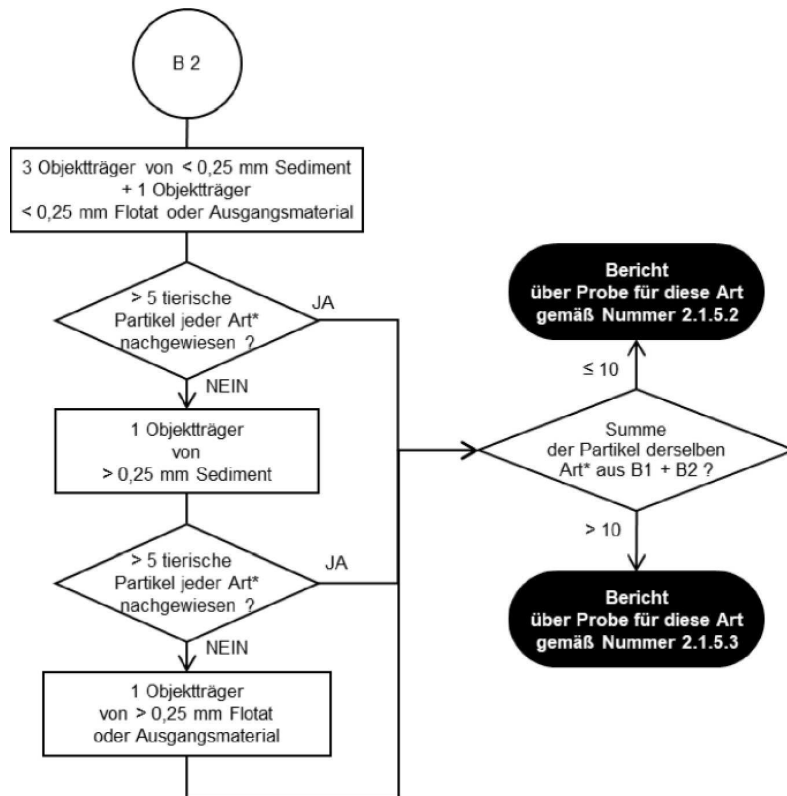 B 2
3 Objektträger von < 0,25 mm Sediment
+ 1 Objektträger
< 0,25 mm Flotat oder Ausgangsmaterial
> 5 tierische
Partikel jeder Art*
nachgewiesen ?
JA
NEIN
1 Objektträger
von
> 0,25 mm Sediment
> 5 tierische
Partikel jeder Art*
nachgewiesen ?
JA
NEIN
1 Objektträger
von > 0,25 mm Flotat
oder Ausgangsmaterial
Bericht
über Probe für diese Art
gemäß Nummer 2.1.5.2
≤ 10
Summe
der Partikel derselben
Art* aus B1 + B2 ?
> 10
Bericht
über Probe für diese Art
gemäß Nummer 2.1.5.3